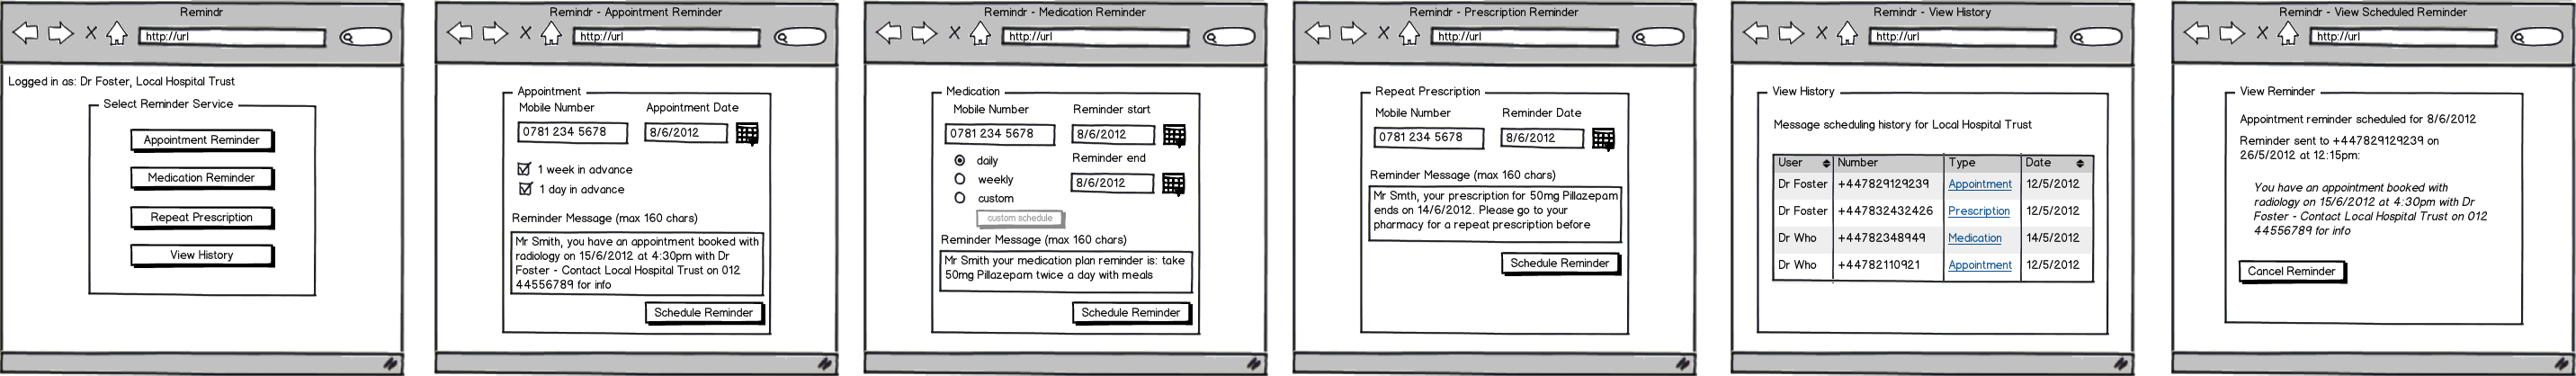 Remindr
http://url
Logged in as: Dr Foster, Local Hospital Trust
Select Reminder Service
Appointment Reminder
Medication Reminder
Repeat Prescription
View History
Remindr - Appointment Reminder
http://url
Appointment
Mobile Number Appointment Date
0781 234 5678 8/6/2012
1 week in advance
1 day in advance
Reminder Message (max 160 chars)
Mr Smith, you have an appointment booked with
radiology on 15/6/2012 at 4:30pm with Dr
Foster - Contact Local Hospital Trust on 012
44556789 for info
Schedule Reminder
Remindr - Medication Reminder
http://url
Medication
Mobile Number Reminder start
0781 234 5678 8/6/2012
daily Reminder end
weekly 8/6/2012
custom
custom schedule
Reminder Message (max 160 chars)
Mr Smith your medication plan reminder is: take
50mg Pillazepam twice a day with meals
Schedule Reminder
Remindr - Prescription Reminder
http://url
Repeat Prescription
Mobile Number Reminder Date
0781 234 5678 8/6/2012
Reminder Message (max 160 chars)
Mr Smth, your prescription for 50mg Pillazepam
ends on 14/6/2012. Please go to your
pharmacy for a repeat prescription before
Schedule Reminder
Remindr - View History
http://url
View History
Message scheduling history for Local Hospital Trust
User Number Type Date
Dr Foster +447829129239 Appointment 12/5/2012
Dr Foster +447832432426 Prescription 12/5/2012
Dr Who +44782348949 Medication 14/5/2012
Dr Who +44782110921 Appointment 12/5/2012
Remindr - View Scheduled Reminder
http://url
View Reminder
Appointment reminder scheduled for 8/6/2012
Reminder sent to +447829129239 on
26/5/2012 at 12:15pm:
You have an appointment booked with
radiology on 15/6/2012 at 4:30pm with Dr
Foster - Contact Local Hospital Trust on 012
44556789 for info
Cancel Reminder